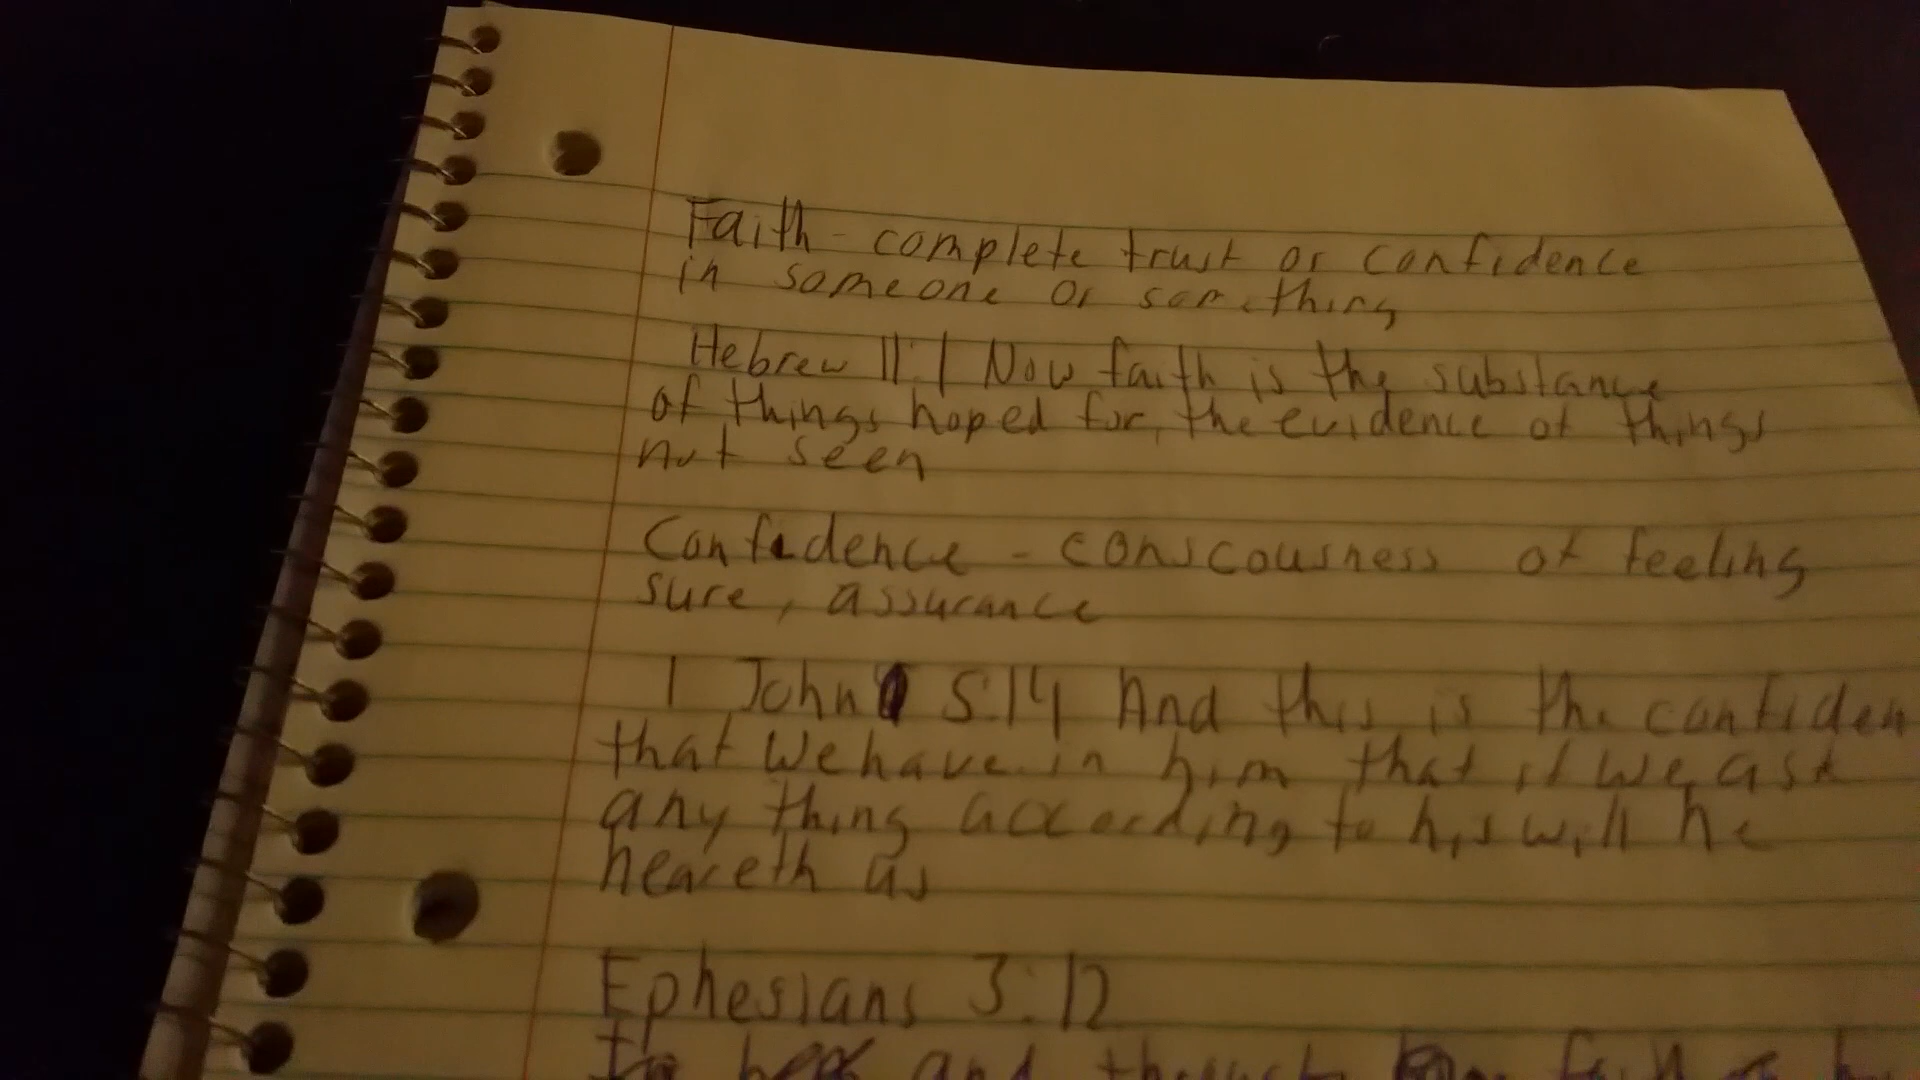 Faith - complete trust or confidence
in someone or something
Hebrew 11:1 Now faith is the substance
of things hoped for, the evidence of things
not seen
Confidence - conscousness of feeling
sure, assurance
1 John 5:14 And this is the confiden
that we have in him that if we ask
any thing according to his will he
heareth us
Ephesians 3:12
and through faith